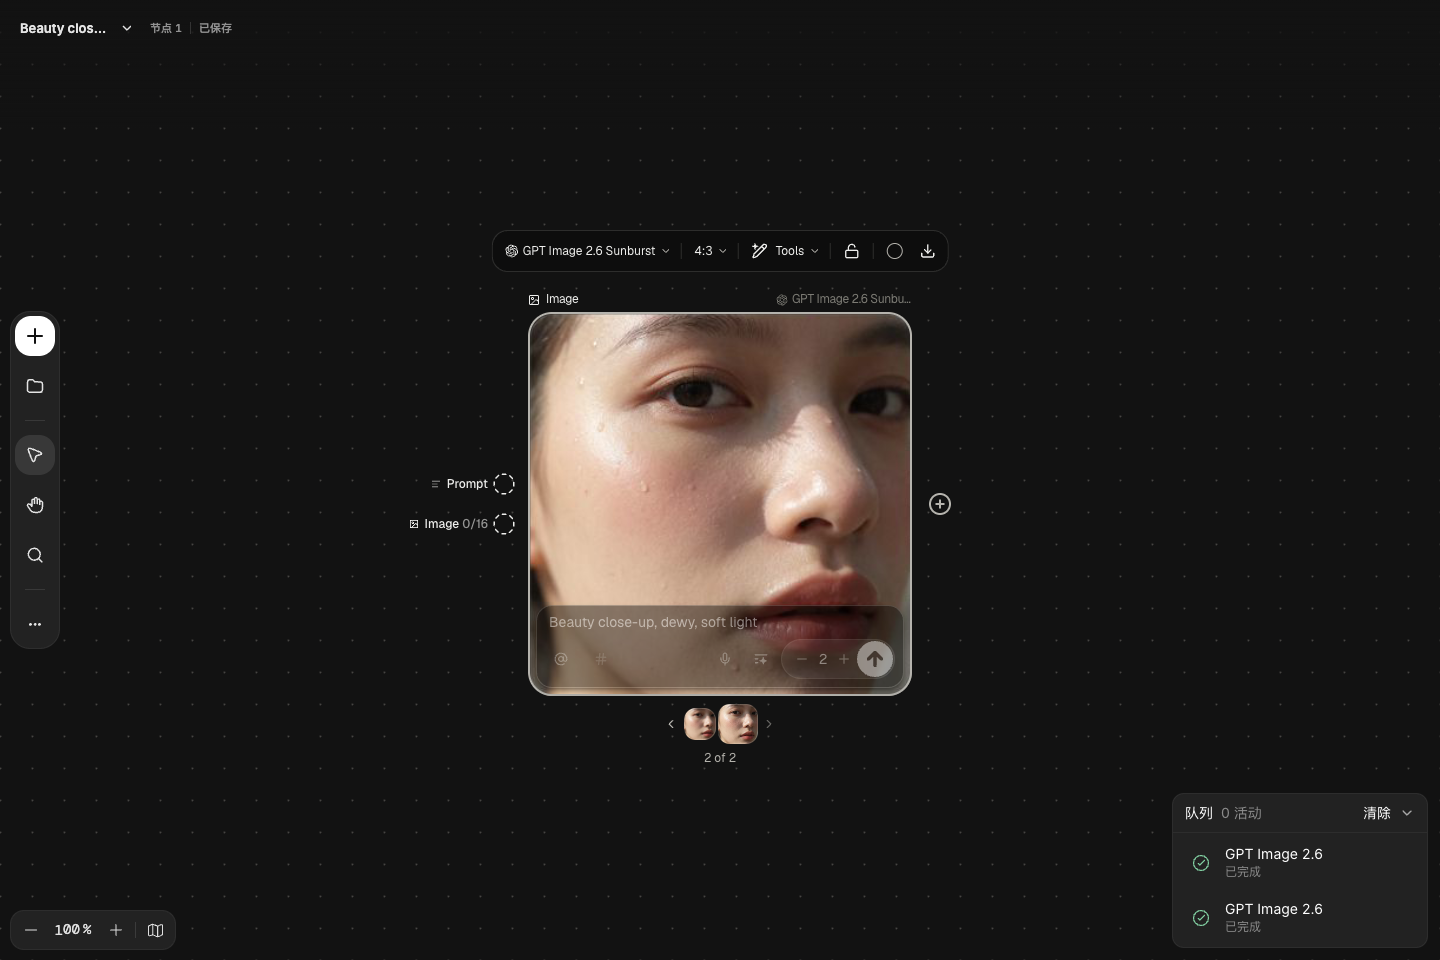 Beauty clos...
节点 1
已保存
GPT Image 2.6 Sunburst
4:3
Tools
Image
GPT Image 2.6 Sunbu...
Prompt
Image 0/16
Beauty close-up, dewy, soft light
@ #
2
2 of 2
队列 0 活动 清除
GPT Image 2.6
已完成
GPT Image 2.6
已完成
100%